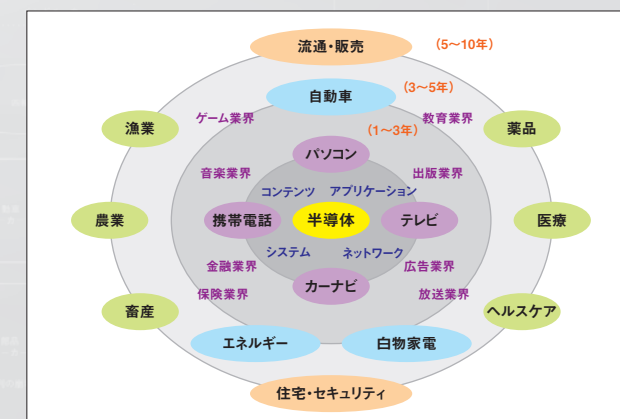 流通・販売
(5～10年)
自動車
(3～5年)
漁業
ゲーム業界
教育業界
薬品
(1～3年)
パソコン
音楽業界
出版業界
コンテンツ
アプリケーション
農業
携帯電話
半導体
テレビ
医療
システム
ネットワーク
金融業界
広告業界
カーナビ
保険業界
放送業界
畜産
ヘルスケア
エネルギー
白物家電
住宅・セキュリティ